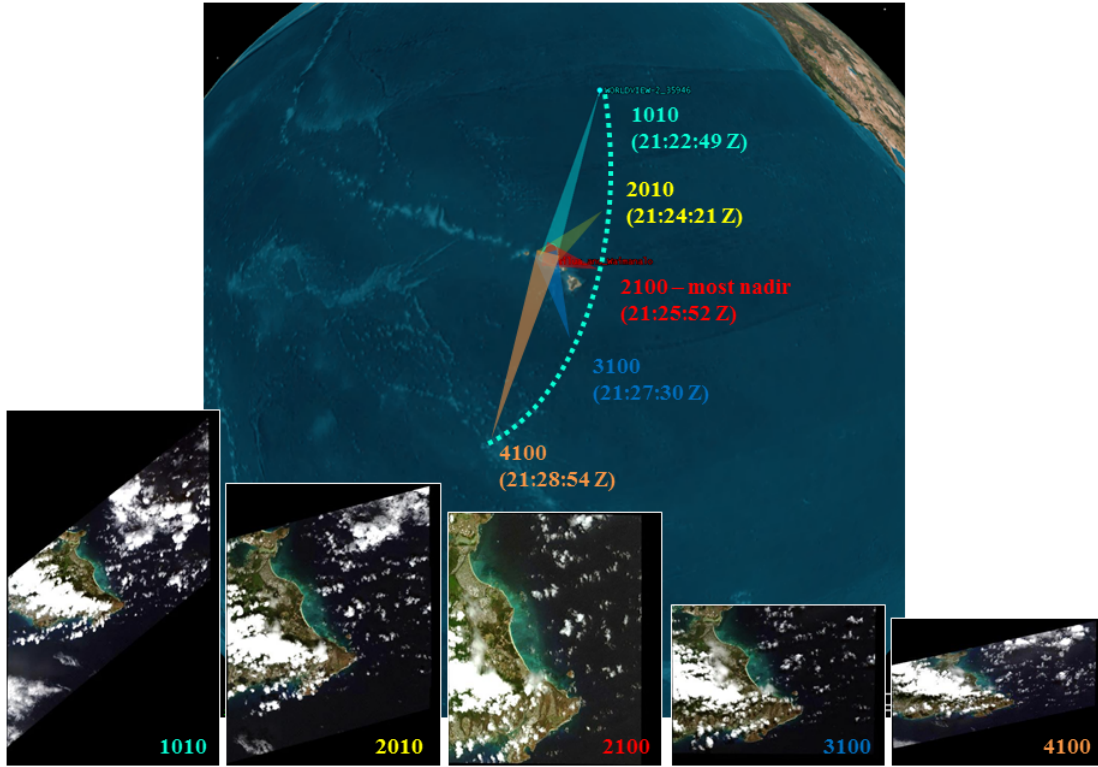 WORLDVIEW-2_35946
1010
(21:22:49 Z)
2010
(21:24:21 Z)
2100 – most nadir
(21:25:52 Z)
3100
(21:27:30 Z)
4100
(21:28:54 Z)
1010
2010
2100
3100
4100